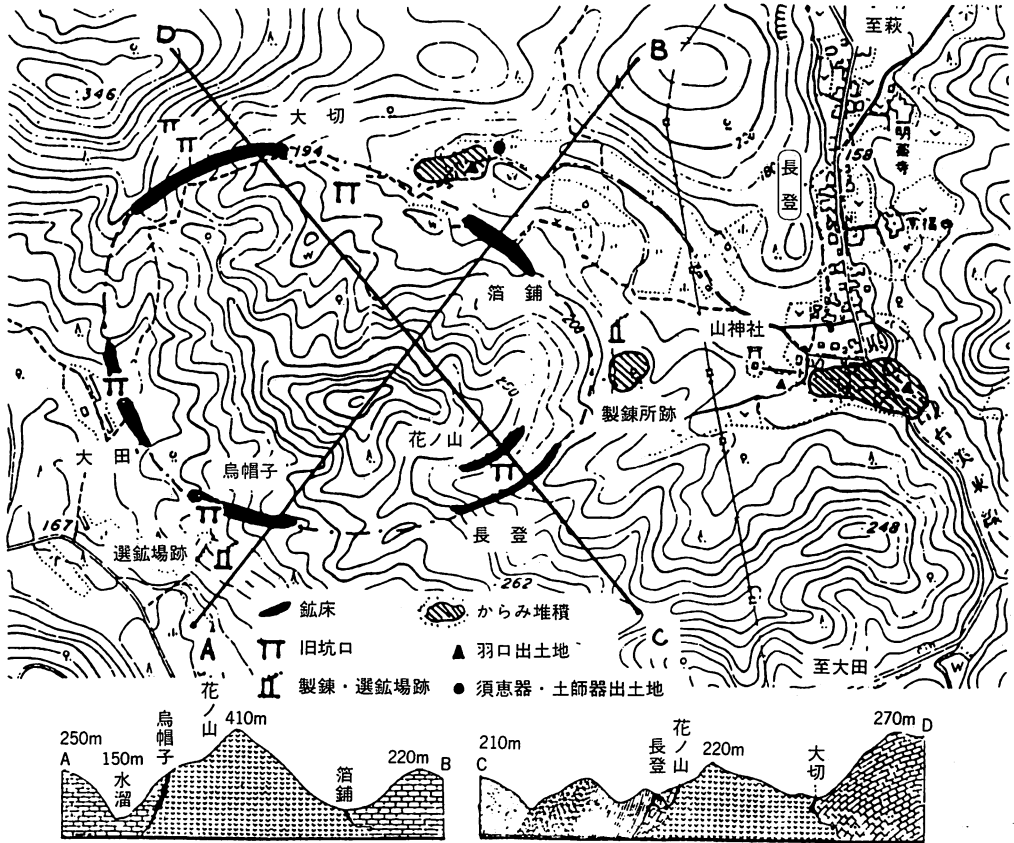 D
B
至萩
346
大切
194
158
長登
箔鋪
200
山神社
製錬所跡
250
花ノ山
大田
烏帽子
248
167
長登
選鉱場跡
262
A
C
至大田
鉱床
からみ堆積
旧坑口
羽口出土地
製錬・選鉱場跡
須恵器・土師器出土地
250m
A
150m
水溜
烏帽子
花ノ山
410m
箔鋪
220m
B
210m
C
長登
花ノ山
220m
大切
270m
D